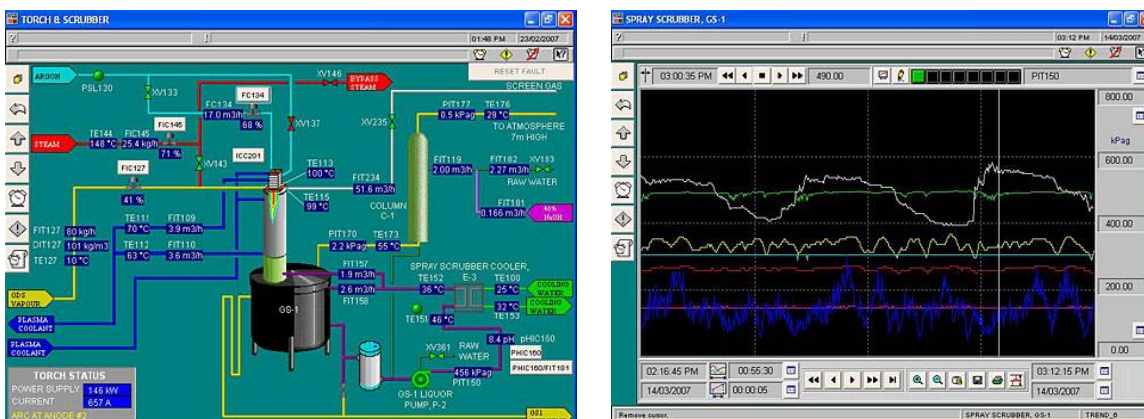 TORCH & SCRUBBER
01:48 PM 23/02/2007
RESET FAULT
ARGON
PSL130
XV133
FC134
FC134
17.0 m3/h
68 %
XV137
XV146
BYPASS STEAM
SCREEN GAS
XV235
PIT177 TE176
0.5 kPag 29 °C
TO ATMOSPHERE
7m HIGH
STEAM
TE144 FIC145
148 °C 25.4 kg/h
FIC145
71 %
XV143
ICC201
TE113
100 °C
FIC127
41 %
TE115
99 °C
FIT234
51.6 m3/h
COLUMN
C-1
FIT119 FIT182 XV183
2.00 m3/h 2.27 m3/h
RAW WATER
FIT181
0.166 m3/h
46%
NaOH
TE111 FIT109
70 °C 3.9 m3/h
TE112 FIT110
63 °C 3.6 m3/h
FIT127 80 kg/h
DIT127 101 kg/m3
TE127 10 °C
PIT170 TE173
2.2 kPag 55 °C
FIT157
1.9 m3/h
2.6 m3/h
FIT158
SPRAY SCRUBBER COOLER,
E-3
TE152
36 °C
TE100
25 °C
COOLING WATER
32 °C
TE153
COOLING WATER
TE151 46 °C
ODS
VAPOUR
PLASMA
COOLANT
PLASMA
COOLANT
GS-1
8.4 pH pHIC160
PHIC160
PHIC160/FIT181
XV361 RAW
WATER
456 kPag
PIT150
GS-1 LIQUOR
PUMP, P-2
TORCH STATUS
POWER SUPPLY 146 kW
CURRENT 657 A
ARC AT ANODE #2
SPRAY SCRUBBER, GS-1
03:12 PM 14/03/2007
03:00:35 PM 490.00 PIT150
800.00
kPag
600.00
400.00
200.00
0.00
02:16:45 PM 00:55:30 03:12:15 PM
14/03/2007 00:00:05 14/03/2007
Remove cursor. SPRAY SCRUBBER, GS-1 TREND_6